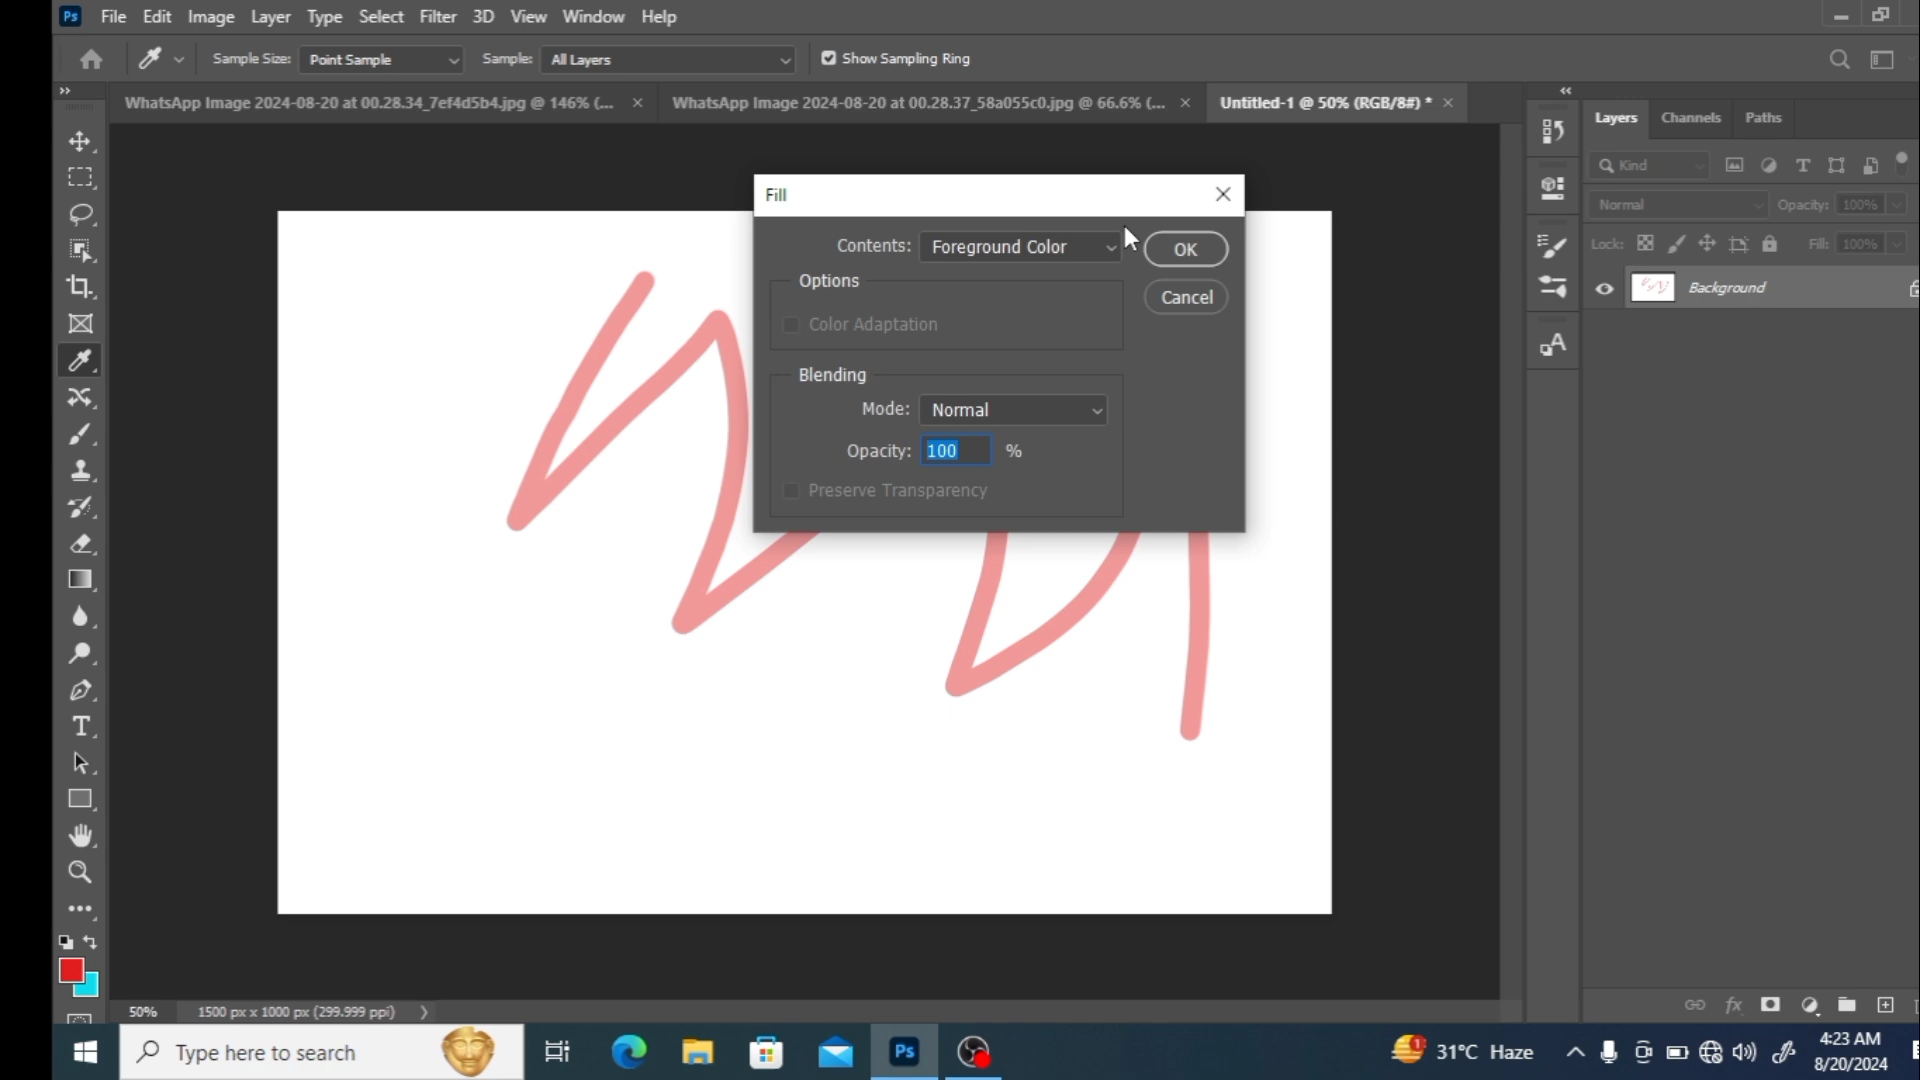 Ps File Edit Image Layer Type Select Filter 3D View Window Help
Sample Size: Point Sample Sample: All Layers Show Sampling Ring
WhatsApp Image 2024-08-20 at 00.28.34_7ef4d5b4.jpg @ 146% (... × WhatsApp Image 2024-08-20 at 00.28.37_58a055c0.jpg @ 66.6% (... × Untitled-1 @ 50% (RGB/8#) * ×
Layers Channels Paths
Kind
Normal Opacity: 100%
Lock: Fill: 100%
Background
Fill
Contents: Foreground Color
OK
Options
Cancel
Color Adaptation
Blending
Mode: Normal
Opacity: 100 %
Preserve Transparency
50% 1500 px x 1000 px (299.999 ppi)
Type here to search
Ps
31°C Haze
4:23 AM
8/20/2024